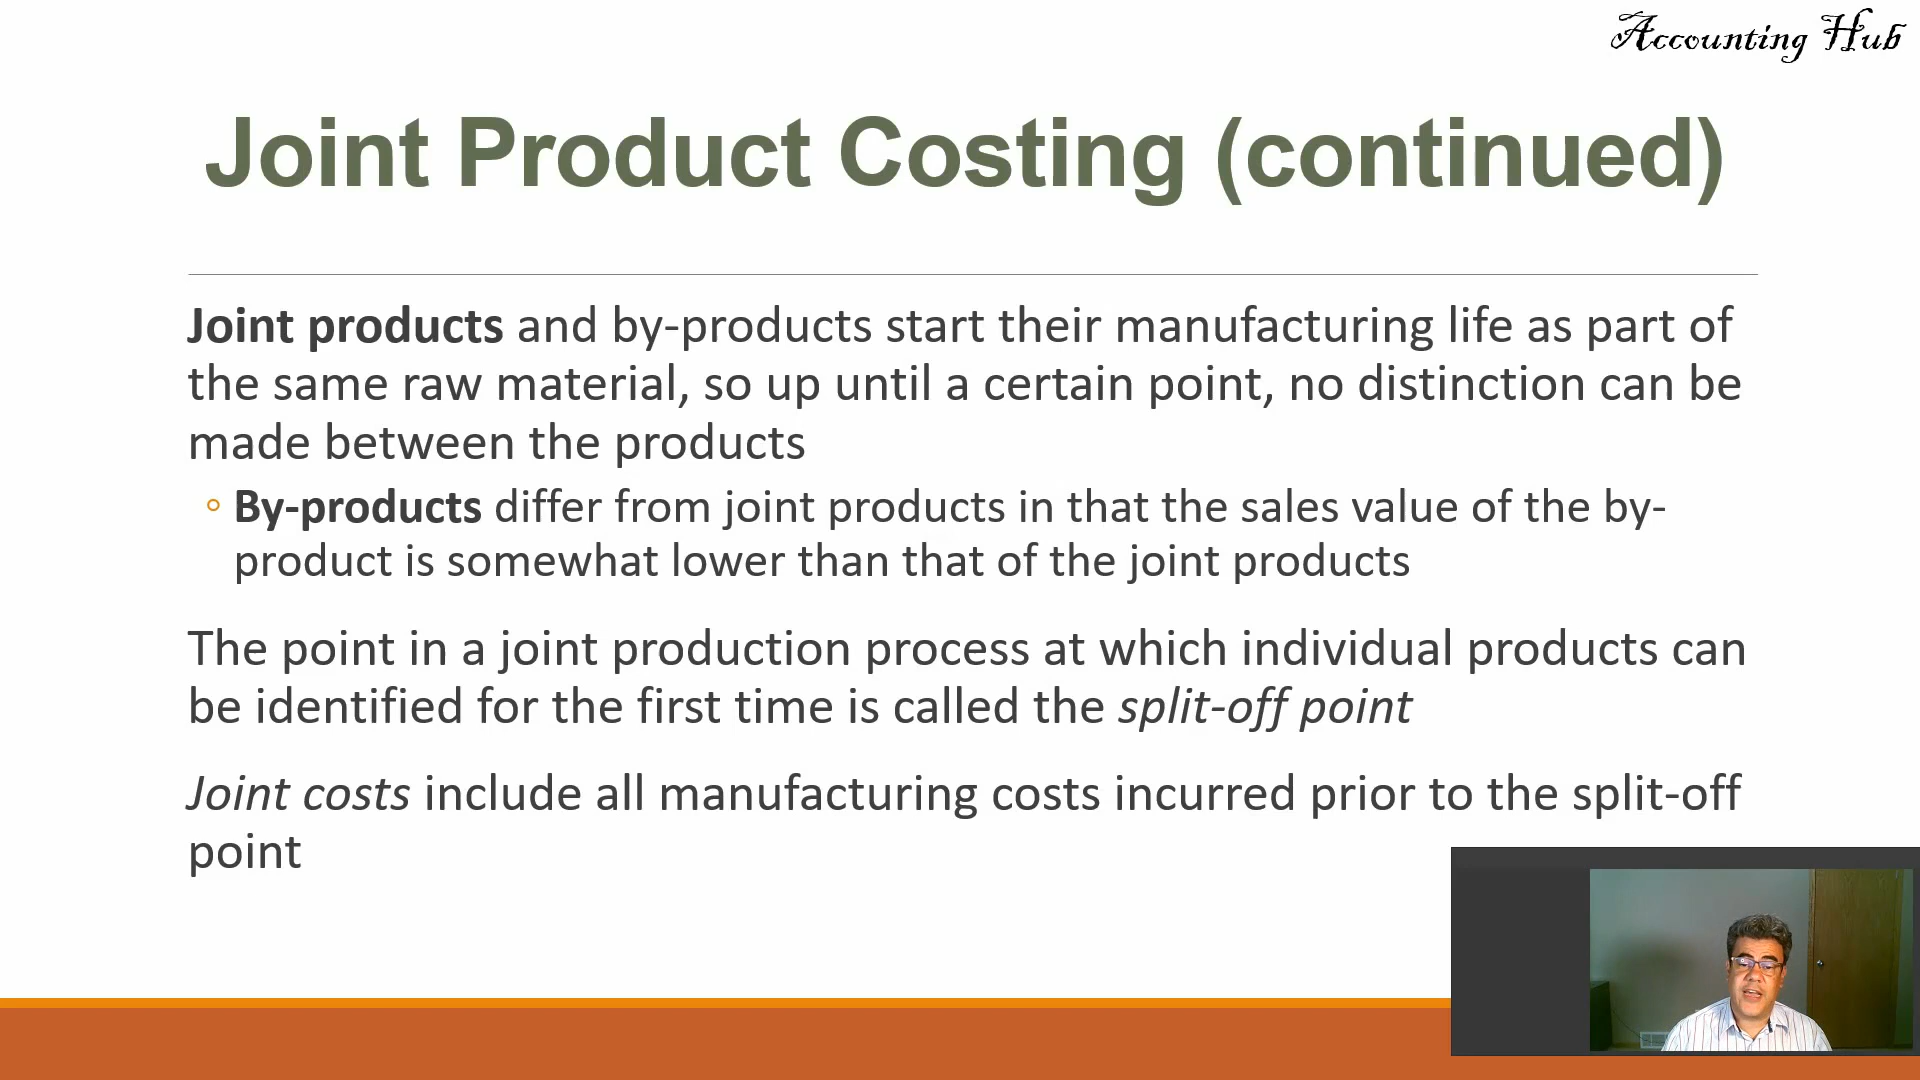 Accounting Hub
Joint Product Costing (continued)
Joint products and by-products start their manufacturing life as part of
the same raw material, so up until a certain point, no distinction can be
made between the products
◦ By-products differ from joint products in that the sales value of the by-
product is somewhat lower than that of the joint products
The point in a joint production process at which individual products can
be identified for the first time is called the split-off point
Joint costs include all manufacturing costs incurred prior to the split-off
point